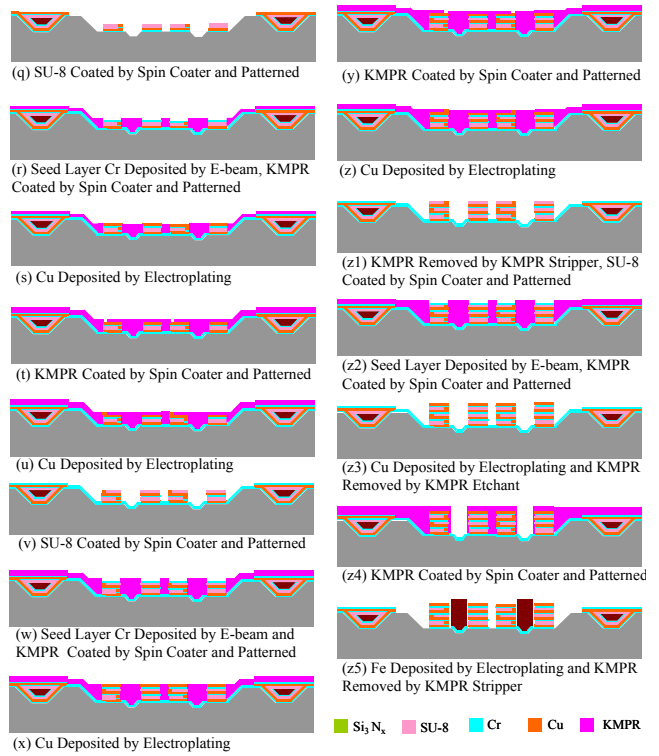 (q) SU-8 Coated by Spin Coater and Patterned
(r) Seed Layer Cr Deposited by E-beam, KMPR
Coated by Spin Coater and Patterned
(s) Cu Deposited by Electroplating
(t) KMPR Coated by Spin Coater and Patterned
(u) Cu Deposited by Electroplating
(v) SU-8 Coated by Spin Coater and Patterned
(w) Seed Layer Cr Deposited by E-beam and
KMPR Coated by Spin Coater and Patterned
(x) Cu Deposited by Electroplating
(y) KMPR Coated by Spin Coater and Patterned
(z) Cu Deposited by Electroplating
(z1) KMPR Removed by KMPR Stripper, SU-8
Coated by Spin Coater and Patterned
(z2) Seed Layer Deposited by E-beam, KMPR
Coated by Spin Coater and Patterned
(z3) Cu Deposited by Electroplating and KMPR
Removed by KMPR Etchant
(z4) KMPR Coated by Spin Coater and Patterned
(z5) Fe Deposited by Electroplating and KMPR
Removed by KMPR Stripper
Si3 Nx SU-8 Cr Cu KMPR